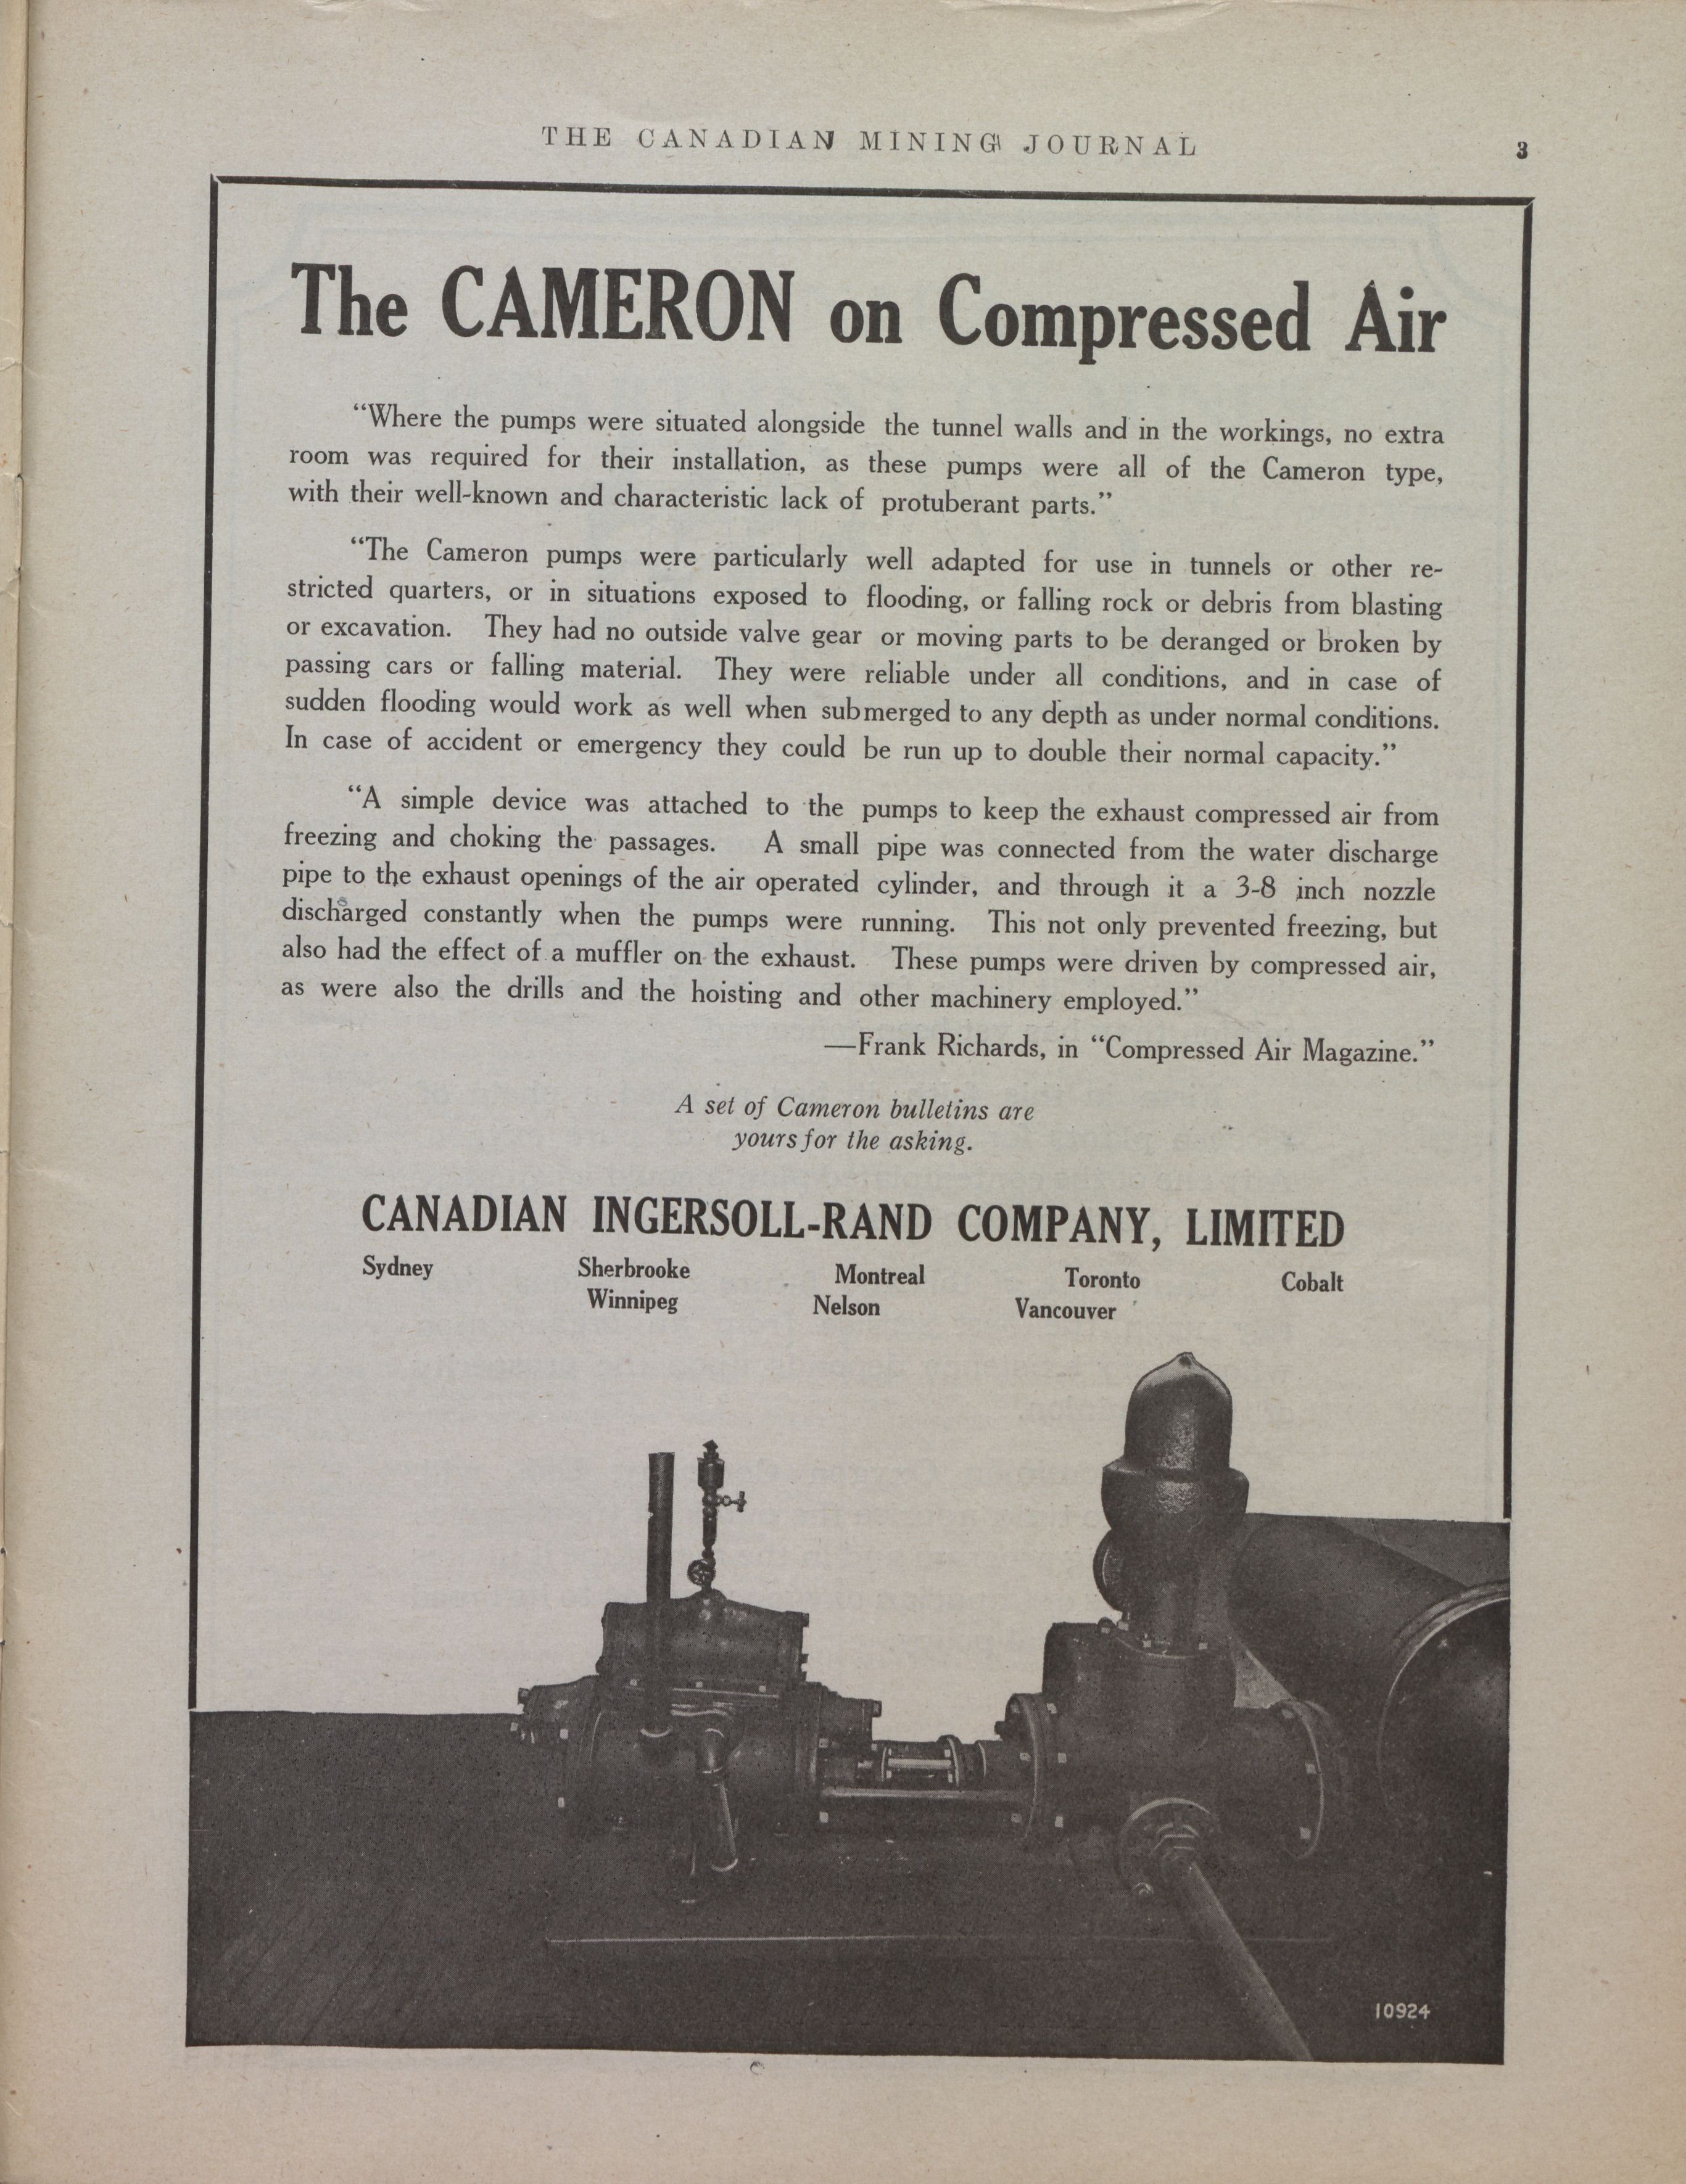 THE CANADIAN MINING JOURNAL 3
The CAMERON on Compressed Air
“Where the pumps were situated alongside the tunnel walls and in the workings, no extra
room was required for their installation, as these pumps were all of the Cameron type,
with their well-known and characteristic lack of protuberant parts.”
“The Cameron pumps were particularly well adapted for use in tunnels or other re-
stricted quarters, or in situations exposed to flooding, or falling rock or debris from blasting
or excavation. They had no outside valve gear or moving parts to be deranged or broken by
passing cars or falling material. They were reliable under all conditions, and in case of
sudden flooding would work as well when submerged to any depth as under normal conditions.
In case of accident or emergency they could be run up to double their normal capacity.”
“A simple device was attached to the pumps to keep the exhaust compressed air from
freezing and choking the passages. A small pipe was connected from the water discharge
pipe to the exhaust openings of the air operated cylinder, and through it a 3-8 inch nozzle
discharged constantly when the pumps were running. This not only prevented freezing, but
also had the effect of a muffler on the exhaust. These pumps were driven by compressed air,
as were also the drills and the hoisting and other machinery employed.”
—Frank Richards, in “Compressed Air Magazine.”
A set of Cameron bulletins are
yours for the asking.
CANADIAN INGERSOLL-RAND COMPANY, LIMITED
Sydney Sherbrooke Montreal Toronto Cobalt
Winnipeg Nelson Vancouver
10924